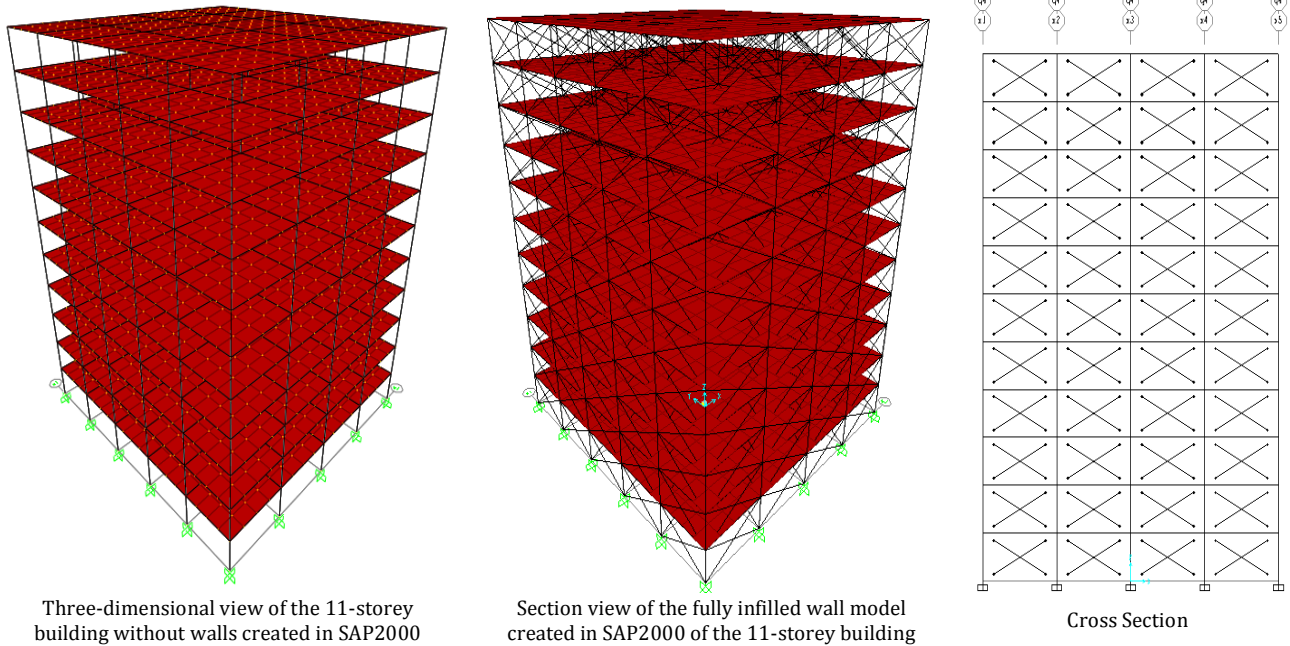 x1 x2 x3 x4 x5
Z
Y X
Three-dimensional view of the 11-storey
building without walls created in SAP2000
Section view of the fully infilled wall model
created in SAP2000 of the 11-storey building
Cross Section